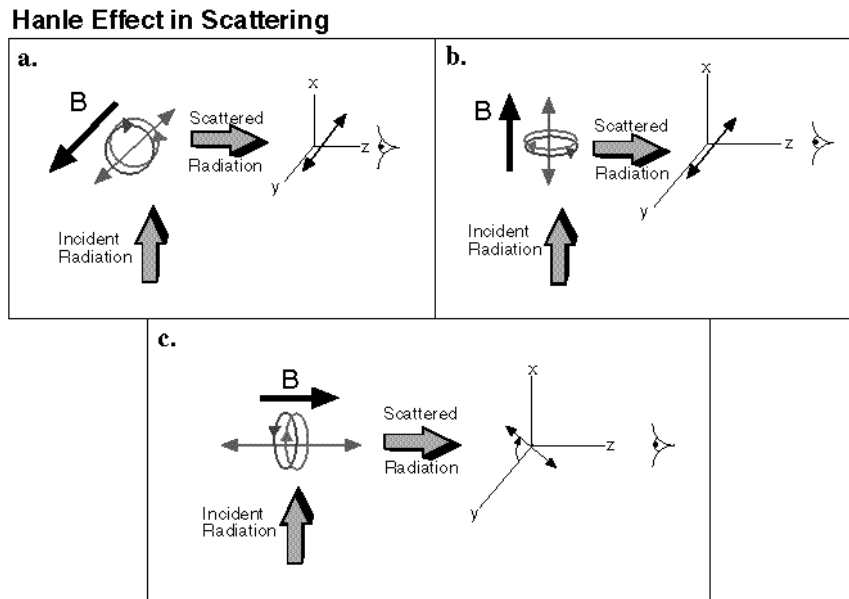 Hanle Effect in Scattering
a.
B
Scattered
Radiation
x
z
y
Incident
Radiation
b.
B
Scattered
Radiation
x
z
y
Incident
Radiation
c.
B
Scattered
Radiation
x
z
y
Incident
Radiation